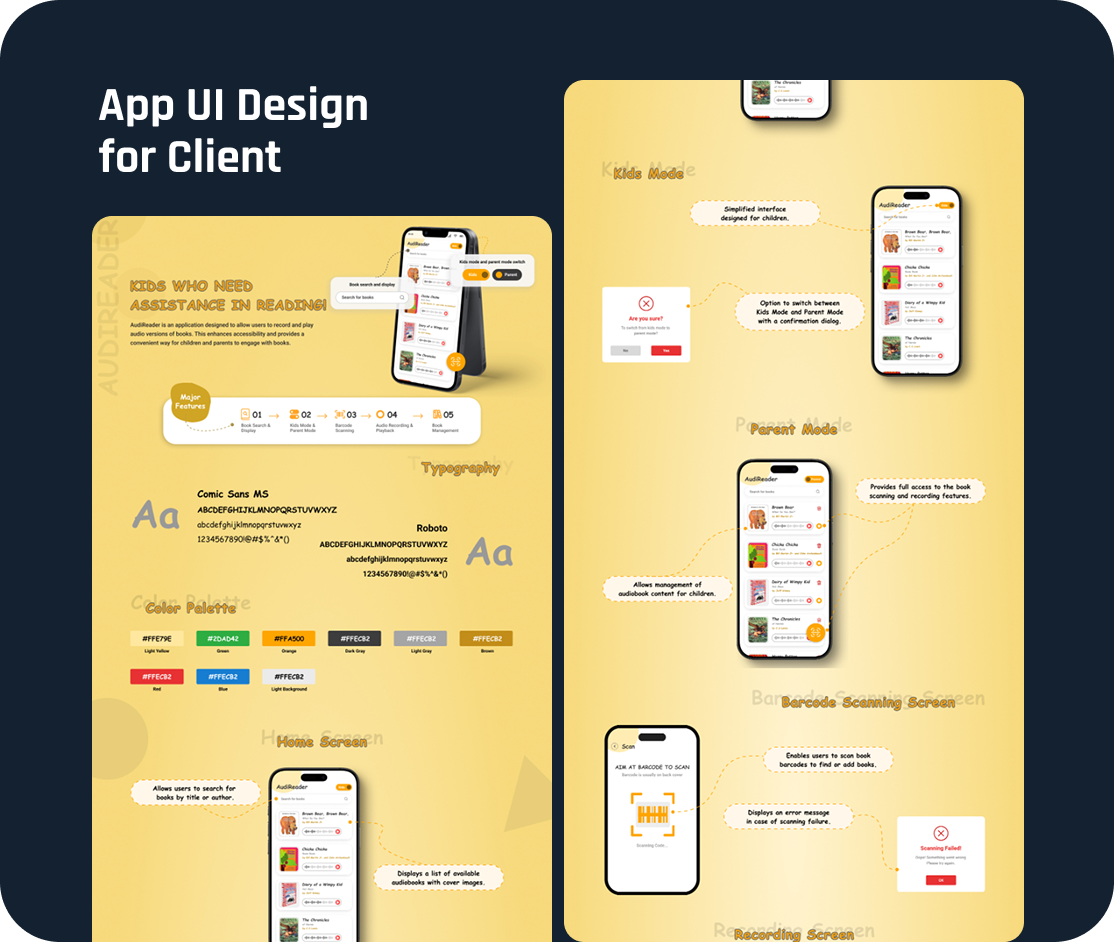 App UI Design
for Client
AUDIREADER
KIDS WHO NEED
ASSISTANCE IN READING!
AudiReader is an application designed to allow users to record and play
audio versions of books. This enhances accessibility and provides a
convenient way for children and parents to engage with books.
AudiReader
Book search and display
Search for books
Kids mode and parent mode switch
Kids
Parent
Brown Bear, Brown
Chicka Chicka
Diary of a Wimpy Kid
The Chronicles
Major
Features
01
Book Search &
Display
02
Kids Mode &
Parent Mode
03
Barcode
Scanning
04
Audio Recording &
Playback
05
Book
Management
Typography
Aa
Comic Sans MS
ABCDEFGHIJKLMNOPQRSTUVWXYZ
abcdefghijklmnopqrstuvwxyz
1234567890!@#$%^&*()
Roboto
ABCDEFGHIJKLMNOPQRSTUVWXYZ
abcdefghijklmnopqrstuvwxyz
1234567890!@#$%^&*()
Aa
Color Palette
#FFE79E
Light Yellow
#2DAD42
Green
#FFA500
Orange
#FFECB2
Dark Gray
#FFECB2
Light Gray
#FFECB2
Brown
#FFECB2
Red
#FFECB2
Blue
#FFECB2
Light Background
Home Screen
Allows users to search for
books by title or author.
AudiReader
Search for books
Brown Bear, Brown Bear,
Chicka Chicka
Diary of a Wimpy Kid
The Chronicles
Displays a list of available
audiobooks with cover images.
The Chronicles
Kids Mode
Simplified interface
designed for children.
AudiReader
Search for books
Brown Bear, Brown Bear,
Chicka Chicka
Diary of a Wimpy Kid
The Chronicles
Are you sure?
To switch from kids mode to
parent mode?
No
Yes
Option to switch between
Kids Mode and Parent Mode
with a confirmation dialog.
Parent Mode
AudiReader
Search for books
Brown Bear
Chicka Chicka
Dairy of Wimpy Kid
The Chronicles
Provides full access to the book
scanning and recording features.
Allows management of
audiobook content for children.
Barcode Scanning Screen
Scan
AIM AT BARCODE TO SCAN
Barcode is usually on back cover
Scanning Code...
Enables users to scan book
barcodes to find or add books.
Displays an error message
in case of scanning failure.
Scanning Failed!
Oops! Something went wrong
Please try again.
OK
Recording Screen